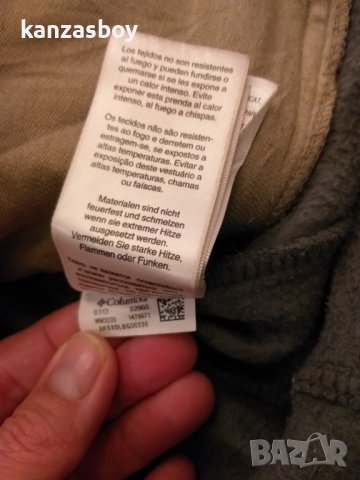 kanzasboy
Los tejidos no son resistentes
al fuego y pueden fundirse o
quemarse si se les expone a
un calor intenso. Evite
exponer esta prenda al calor
intenso, al fuego a chispas.
Os tecidos não são resisten-
tes ao fogo e derretem ou
estragem-se, se expostos a
altas temperaturas. Evitar a
exposição deste vestuário a
altas temperaturas, chamas
ou faíscas.
Materialen sind nicht
feuerfest und schmelzen
wenn sie extremer Hitze
ausgesetzt werden.
Vermeiden Sie starke Hitze,
Flammen oder Funken.
Columbia
BAZAR